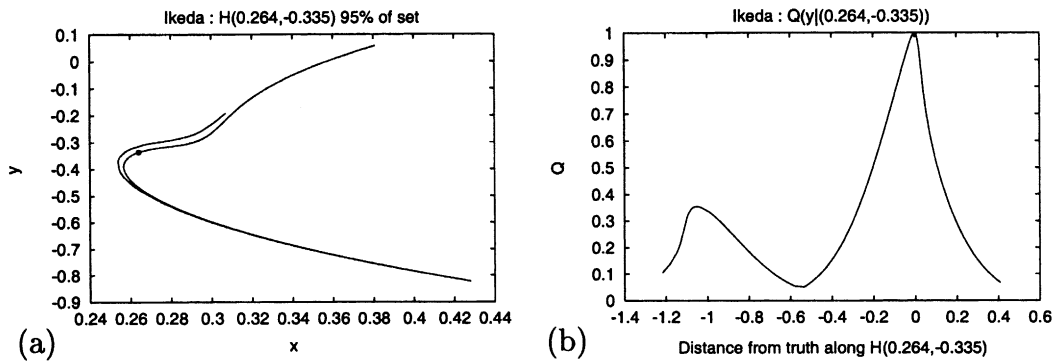 Ikeda : H(0.264,-0.335) 95% of set
0.1
0
-0.1
-0.2
-0.3
-0.4
-0.5
-0.6
-0.7
-0.8
-0.9
y
0.24 0.26 0.28 0.3 0.32 0.34 0.36 0.38 0.4 0.42 0.44
x
(a)
Ikeda : Q(y|(0.264,-0.335))
1
0.9
0.8
0.7
0.6
0.5
0.4
0.3
0.2
0.1
0
Q
-1.4 -1.2 -1 -0.8 -0.6 -0.4 -0.2 0 0.2 0.4 0.6
Distance from truth along H(0.264,-0.335)
(b)